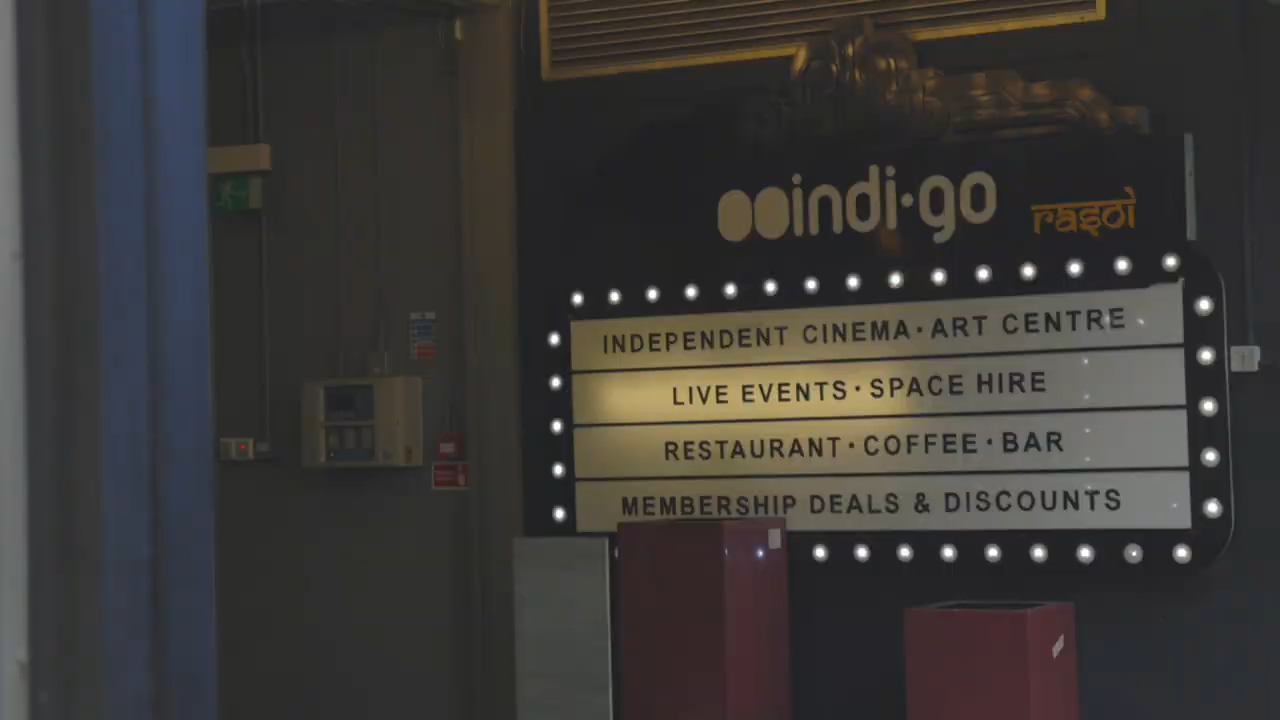 indi·go
rasoi
INDEPENDENT CINEMA·ART CENTRE
LIVE EVENTS·SPACE HIRE
RESTAURANT·COFFEE·BAR
MEMBERSHIP DEALS & DISCOUNTS